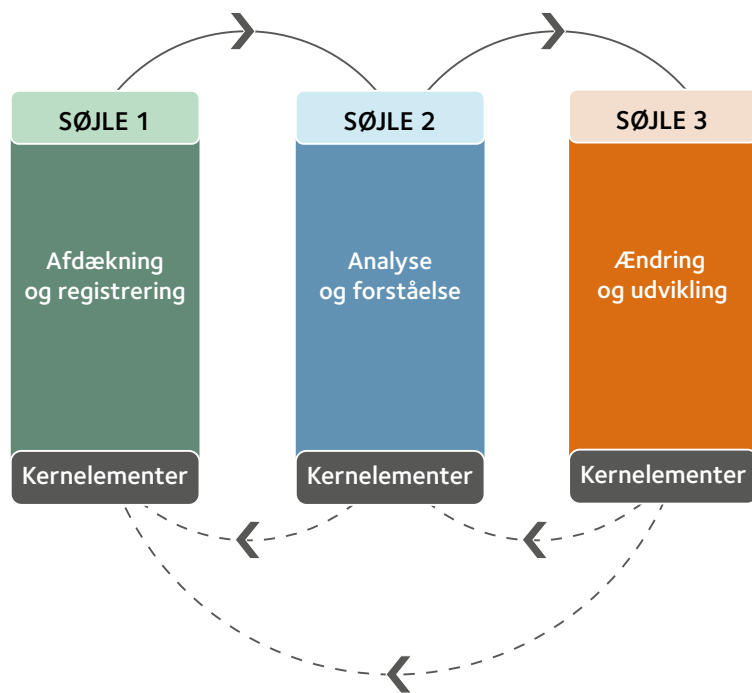 SØJLE 1
SØJLE 2
SØJLE 3
Afdækning
og registrering
Analyse
og forståelse
Ændring
og udvikling
Kernelementer
Kernelementer
Kernelementer